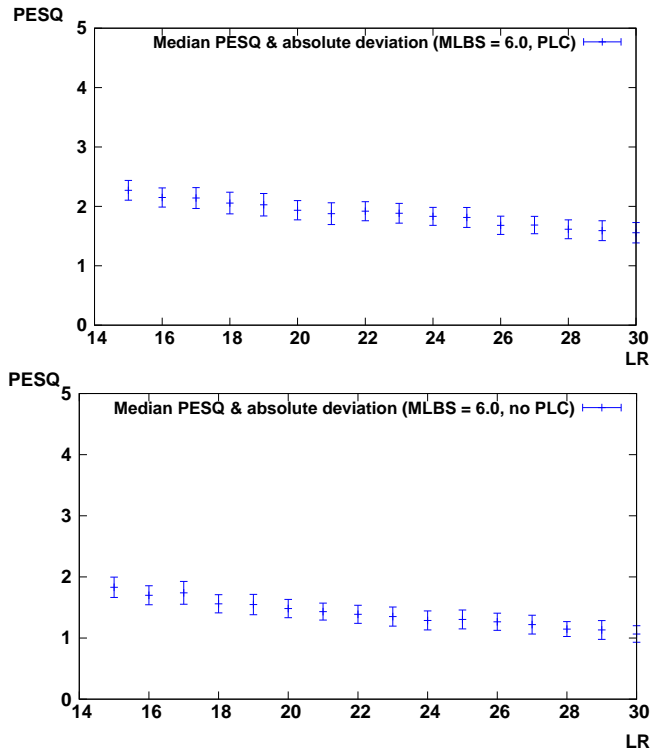 PESQ
Median PESQ & absolute deviation (MLBS = 6.0, PLC)
5
4
3
2
1
0
14 16 18 20 22 24 26 28 30
LR
PESQ
Median PESQ & absolute deviation (MLBS = 6.0, no PLC)
5
4
3
2
1
0
14 16 18 20 22 24 26 28 30
LR